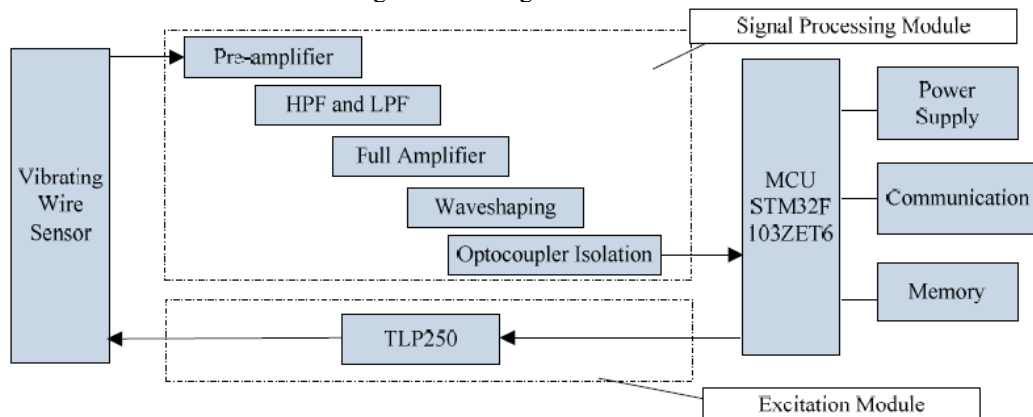 Signal Processing Module
Pre-amplifier
HPF and LPF
Full Amplifier
Waveshaping
Optocoupler Isolation
Vibrating
Wire
Sensor
MCU
STM32F
103ZET6
Power
Supply
Communication
Memory
TLP250
Excitation Module